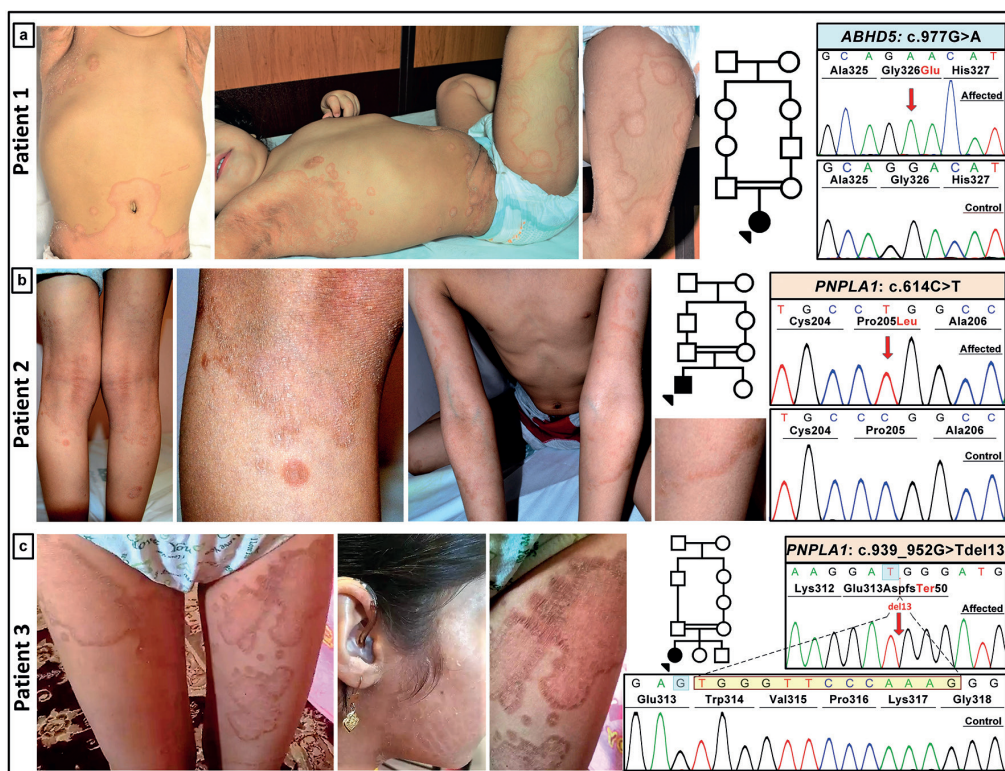 a
Patient 1
ABHD5: c.977G>A
G C A G A A C A T
Ala325 Gly326Glu His327
Affected
G C A G G A C A T
Ala325 Gly326 His327
Control
b
Patient 2
PNPLA1: c.614C>T
T G C C T G G C C
Cys204 Pro205Leu Ala206
Affected
T G C C C G G C C
Cys204 Pro205 Ala206
Control
c
Patient 3
PNPLA1: c.939_952G>Tdel13
A A G G A T G G G A T G
Lys312 Glu313AspfsTer50
del13
Affected
G A G T G G G T T C C C A A A G G G
Glu313 Trp314 Val315 Pro316 Lys317 Gly318
Control